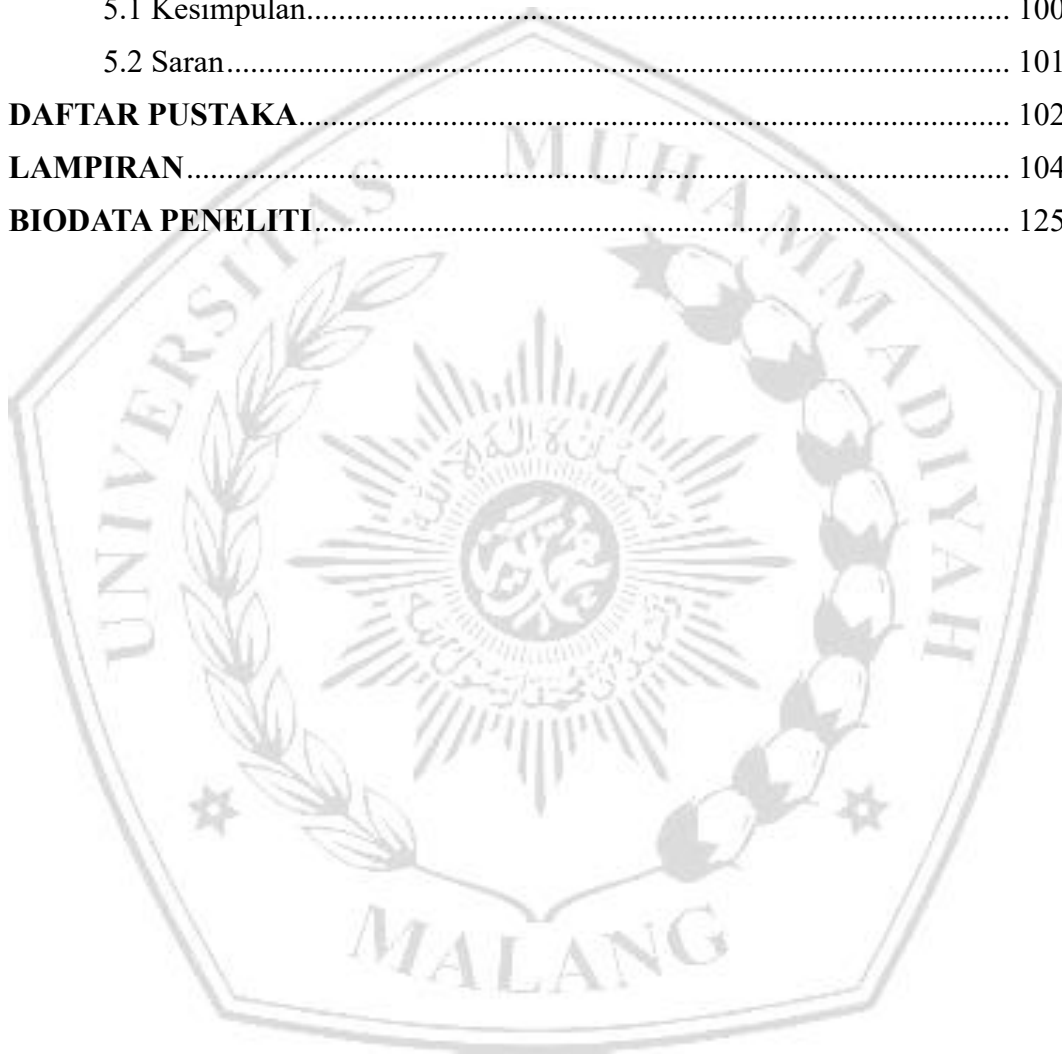 5.1 Kesimpulan.......................................................................................... 100
5.2 Saran.................................................................................................... 101
DAFTAR PUSTAKA.......................................................................................... 102
LAMPIRAN......................................................................................................... 104
BIODATA PENELITI......................................................................................... 125
UNIVERSITAS MUHAMMADIYAH
MALANG